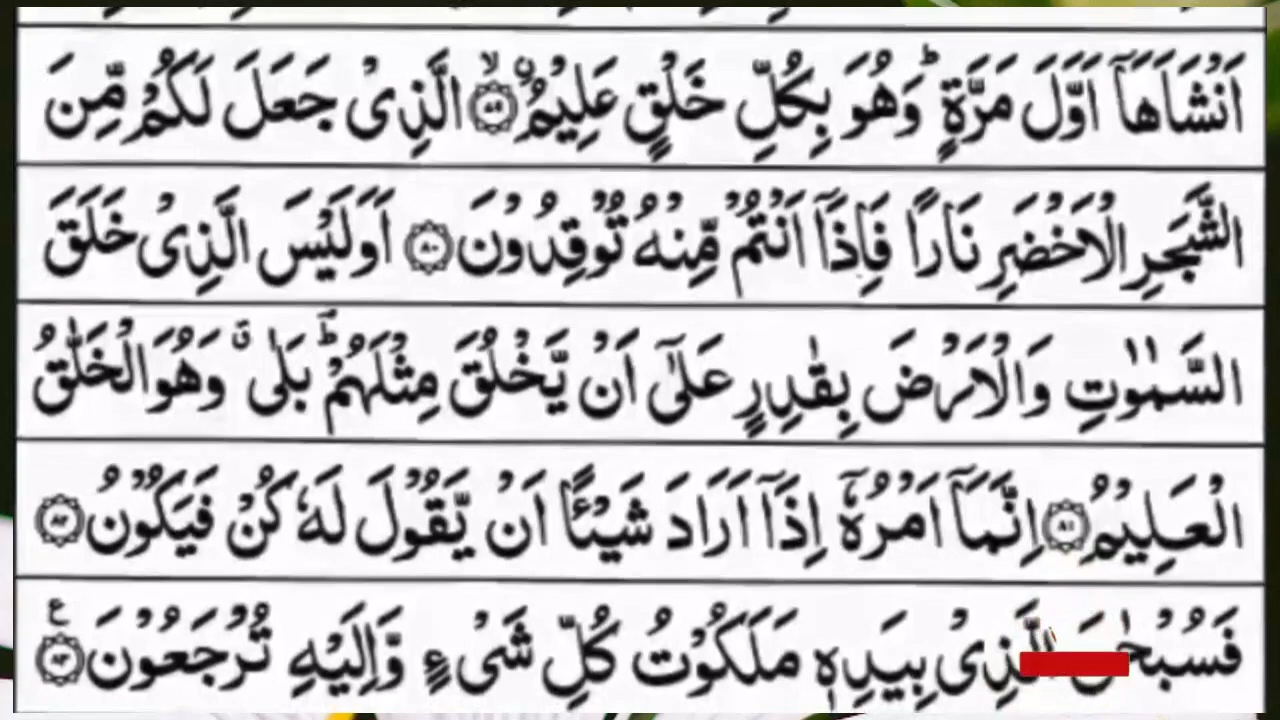 اَنْشَاَهَاۤ اَوَّلَ مَرَّةٍ ؕ وَهُوَ بِكُلِّ خَلْقٍ عَلِيْمُ ۙ﴿۷۹﴾ الَّذِىْ جَعَلَ لَكُمْ مِّنَ
الشَّجَرِ الْاَخْضَرِ نَارًا فَاِذَاۤ اَنْتُمْ مِّنْهُ تُوْقِدُوْنَ ﴿۸۰﴾ اَوَلَيْسَ الَّذِىْ خَلَقَ
السَّمٰوٰتِ وَالْاَرْضَ بِقٰدِرٍ عَلٰۤى اَنْ يَّخْلُقَ مِثْلَهُمْ ؕ بَلٰى ۗ وَهُوَ الْخَلّٰقُ
الْعَلِيْمُ ﴿۸۱﴾ اِنَّمَاۤ اَمْرُهٗۤ اِذَاۤ اَرَادَ شَيْئًا اَنْ يَّقُوْلَ لَهٗ كُنْ فَيَكُوْنُ ﴿۸۲﴾
فَسُبْحٰنَ الَّذِىْ بِيَدِهٖ مَلَكُوْتُ كُلِّ شَىْءٍ وَّاِلَيْهِ تُرْجَعُوْنَ ﴿۸۳﴾ ع